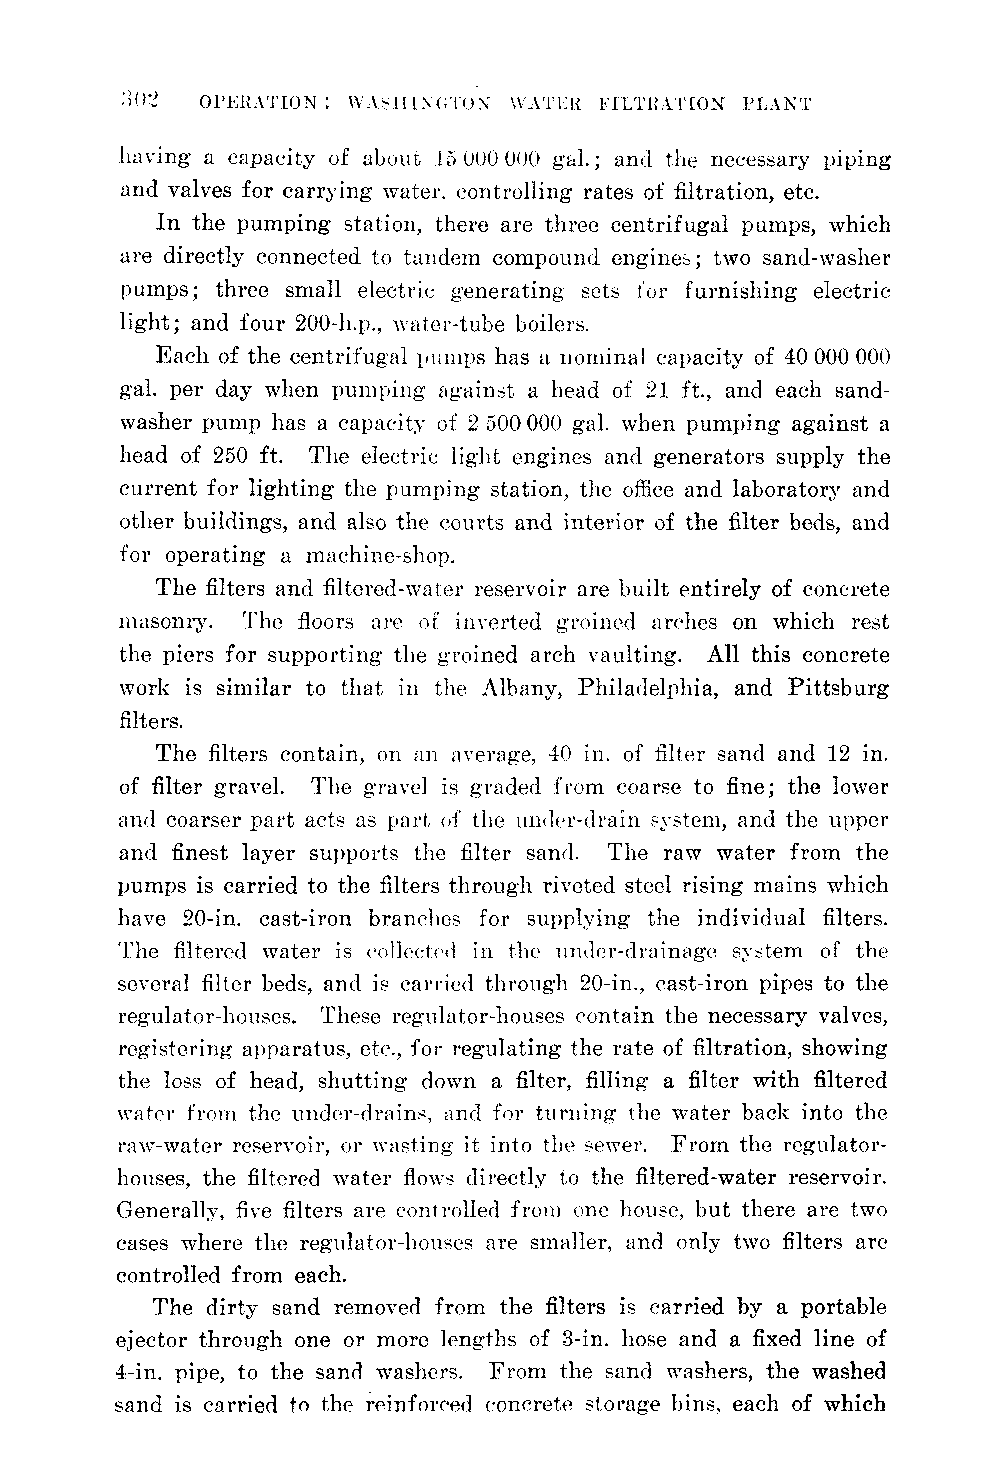 302 OPERATION: WASHINGTON WATER FILTRATION PLANT
having a capacity of about 15 000 000 gal.; and the necessary piping
and valves for carrying water. controlling rates of filtration, etc.
In the pumping station, there are three centrifugal pumps, which
are directly connected to tandem compound engines; two sand-washer
pumps; three small electric generating sets for furnishing electric
light; and four 200-h.p., water-tube boilers.
Each of the centrifugal pumps has a nominal capacity of 40 000 000
gal. per day when pumping against a head of 21 ft., and each sand-
washer pump has a capacity of 2 500 000 gal. when pumping against a
head of 250 ft. The electric light engines and generators supply the
current for lighting the pumping station, the office and laboratory and
other buildings, and also the courts and interior of the filter beds, and
for operating a machine-shop.
The filters and filtered-water reservoir are built entirely of concrete
masonry. The floors are of inverted groined arches on which rest
the piers for supporting the groined arch vaulting. All this concrete
work is similar to that in the Albany, Philadelphia, and Pittsburg
filters.
The filters contain, on an average, 40 in. of filter sand and 12 in.
of filter gravel. The gravel is graded from coarse to fine; the lower
and coarser part acts as part of the under-drain system, and the upper
and finest layer supports the filter sand. The raw water from the
pumps is carried to the filters through riveted steel rising mains which
have 20-in. cast-iron branches for supplying the individual filters.
The filtered water is collected in the under-drainage system of the
several filter beds, and is carried through 20-in., cast-iron pipes to the
regulator-houses. These regulator-houses contain the necessary valves,
registering apparatus, etc., for regulating the rate of filtration, showing
the loss of head, shutting down a filter, filling a filter with filtered
water from the under-drains, and for turning the water back into the
raw-water reservoir, or wasting it into the sewer. From the regulator-
houses, the filtered water flows directly to the filtered-water reservoir.
Generally, five filters are controlled from one house, but there are two
cases where the regulator-houses are smaller, and only two filters are
controlled from each.
The dirty sand removed from the filters is carried by a portable
ejector through one or more lengths of 3-in. hose and a fixed line of
4-in. pipe, to the sand washers. From the sand washers, the washed
sand is carried to the reinforced concrete storage bins, each of which